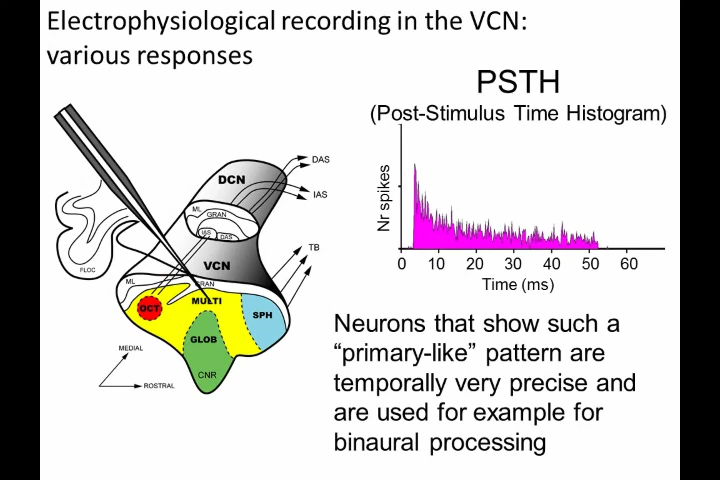 Electrophysiological recording in the VCN:
various responses
PSTH
(Post-Stimulus Time Histogram)
Nr spikes
0 10 20 30 40 50 60
Time (ms)
DAS
IAS
DCN
ML
GRAN
IAS
DAS
TB
VCN
FLOC
ML
GRAN
OCT
MULTI
SPH
GLOB
CNR
MEDIAL
ROSTRAL
Neurons that show such a
“primary-like” pattern are
temporally very precise and
are used for example for
binaural processing